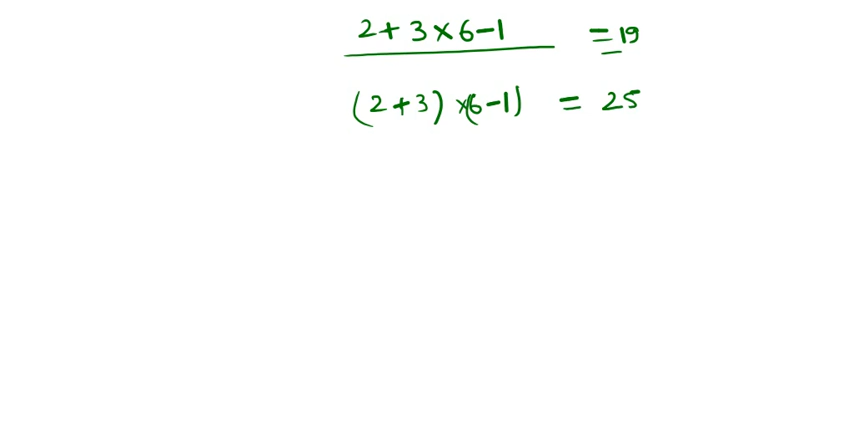 2 + 3 × 6 - 1 = 19
(2 + 3) × (6 - 1) = 25